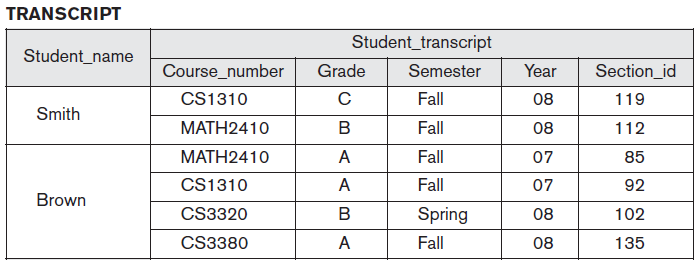 TRANSCRIPT
Student_name Student_transcript
Course_number Grade Semester Year Section_id
Smith CS1310 C Fall 08 119
MATH2410 B Fall 08 112
Brown MATH2410 A Fall 07 85
CS1310 A Fall 07 92
CS3320 B Spring 08 102
CS3380 A Fall 08 135